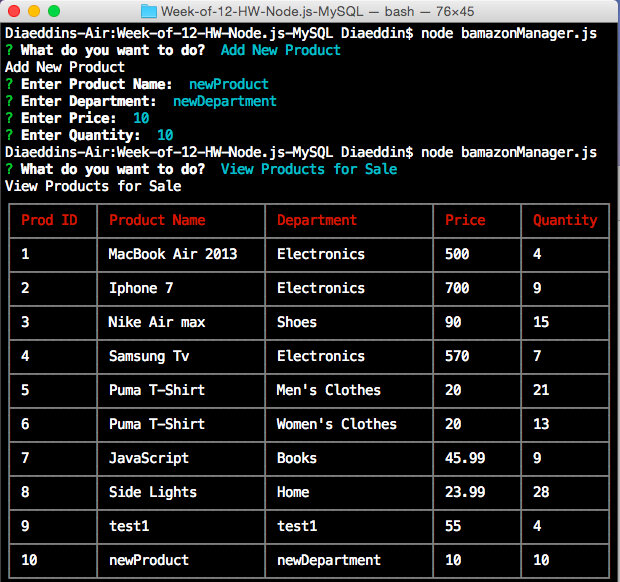 Week-of-12-HW-Node.js-MySQL — bash — 76×45
Diaeddins-Air:Week-of-12-HW-Node.js-MySQL Diaeddin$ node bamazonManager.js
? What do you want to do? Add New Product
Add New Product
? Enter Product Name: newProduct
? Enter Department: newDepartment
? Enter Price: 10
? Enter Quantity: 10
Diaeddins-Air:Week-of-12-HW-Node.js-MySQL Diaeddin$ node bamazonManager.js
? What do you want to do? View Products for Sale
View Products for Sale
Prod ID Product Name Department Price Quantity
1 MacBook Air 2013 Electronics 500 4
2 Iphone 7 Electronics 700 9
3 Nike Air max Shoes 90 15
4 Samsung Tv Electronics 570 7
5 Puma T-Shirt Men's Clothes 20 21
6 Puma T-Shirt Women's Clothes 20 13
7 JavaScript Books 45.99 9
8 Side Lights Home 23.99 28
9 test1 test1 55 4
10 newProduct newDepartment 10 10